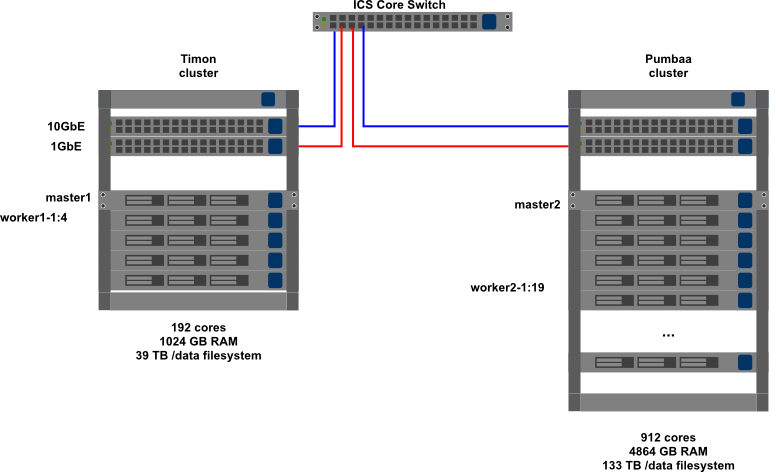 ICS Core Switch
Timon
cluster
Pumbaa
cluster
10GbE
1GbE
master1
worker1-1:4
master2
worker2-1:19
...
192 cores
1024 GB RAM
39 TB /data filesystem
912 cores
4864 GB RAM
133 TB /data filesystem